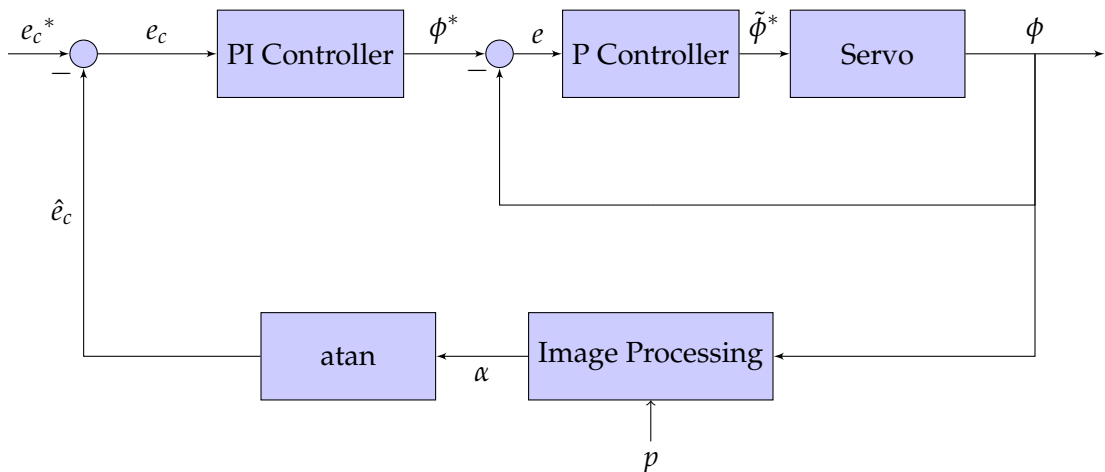 e_c* e_c PI Controller ϕ* e P Controller ϕ̃* Servo ϕ
− −
ê_c
atan α Image Processing
p